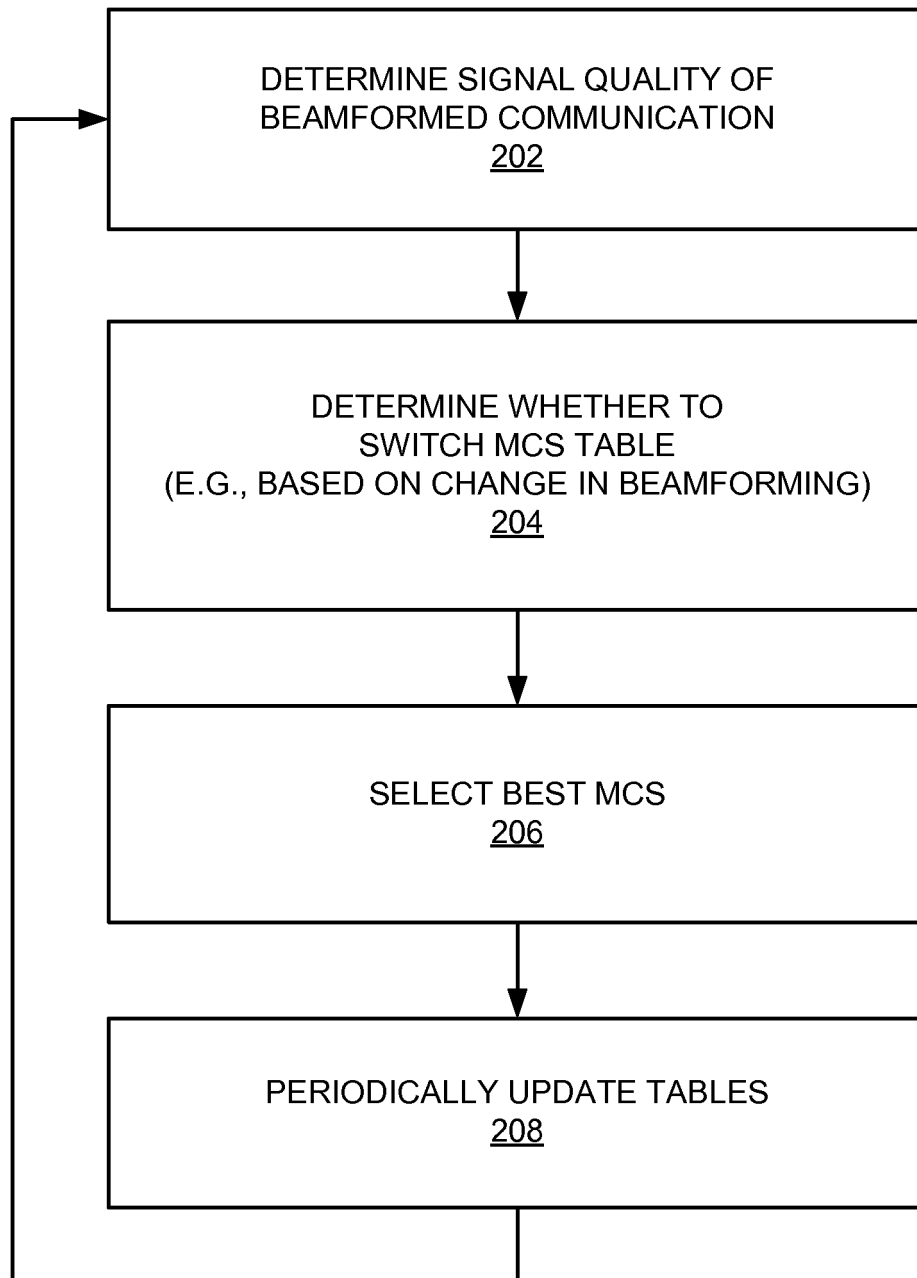 DETERMINE SIGNAL QUALITY OF
BEAMFORMED COMMUNICATION
202
DETERMINE WHETHER TO
SWITCH MCS TABLE
(E.G., BASED ON CHANGE IN BEAMFORMING)
204
SELECT BEST MCS
206
PERIODICALLY UPDATE TABLES
208